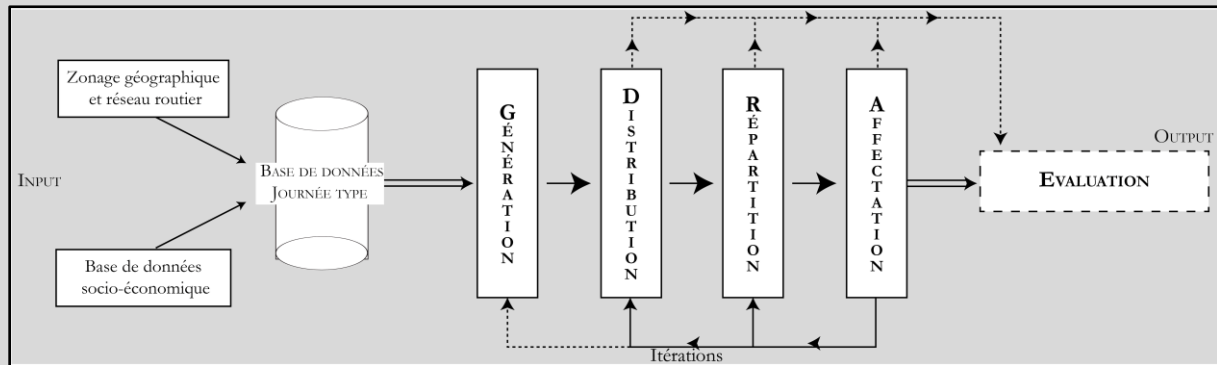 Zonage géographique
et réseau routier
INPUT
BASE DE DONNÉES
JOURNÉE TYPE
Base de données
socio-économique
GÉNÉRATION
DISTRIBUTION
RÉPARTITION
AFFECTATION
OUTPUT
EVALUATION
Itérations